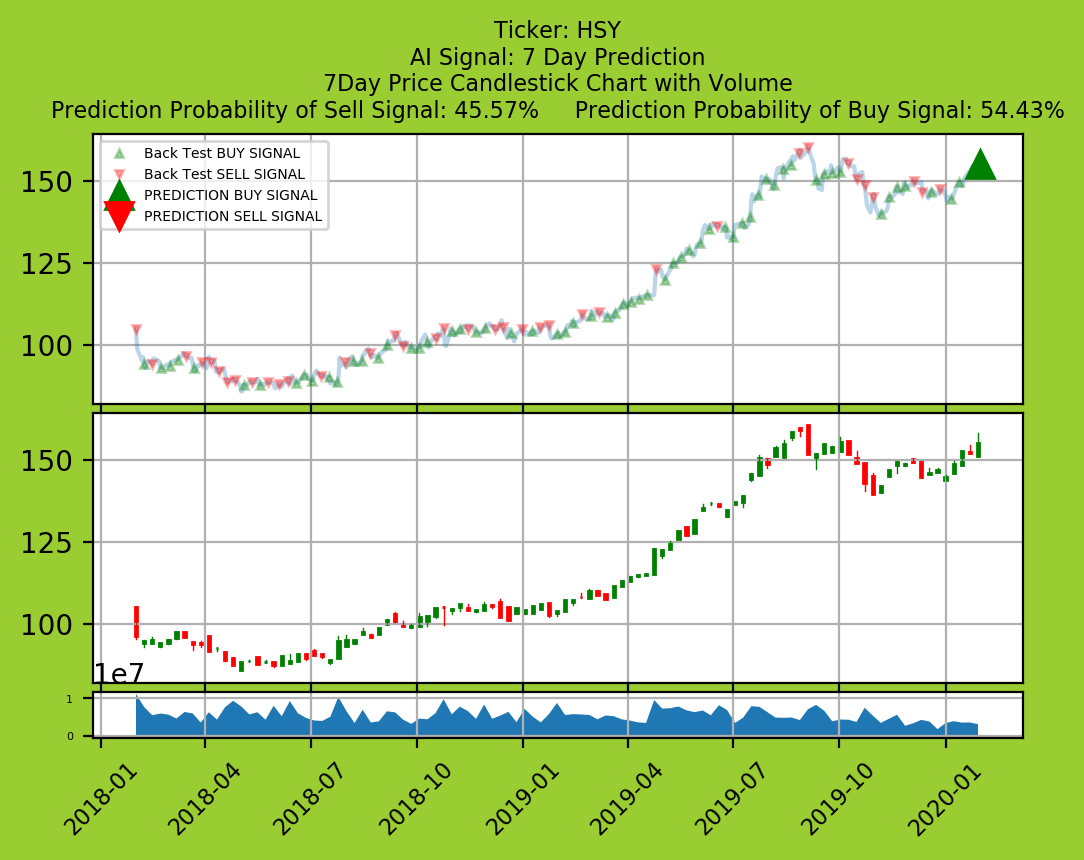 Ticker: HSY
AI Signal: 7 Day Prediction
7Day Price Candlestick Chart with Volume
Prediction Probability of Sell Signal: 45.57% Prediction Probability of Buy Signal: 54.43%
Back Test BUY SIGNAL
Back Test SELL SIGNAL
PREDICTION BUY SIGNAL
PREDICTION SELL SIGNAL
150
125
100
150
125
100
1e7
1
0
2018-01 2018-04 2018-07 2018-10 2019-01 2019-04 2019-07 2019-10 2020-01